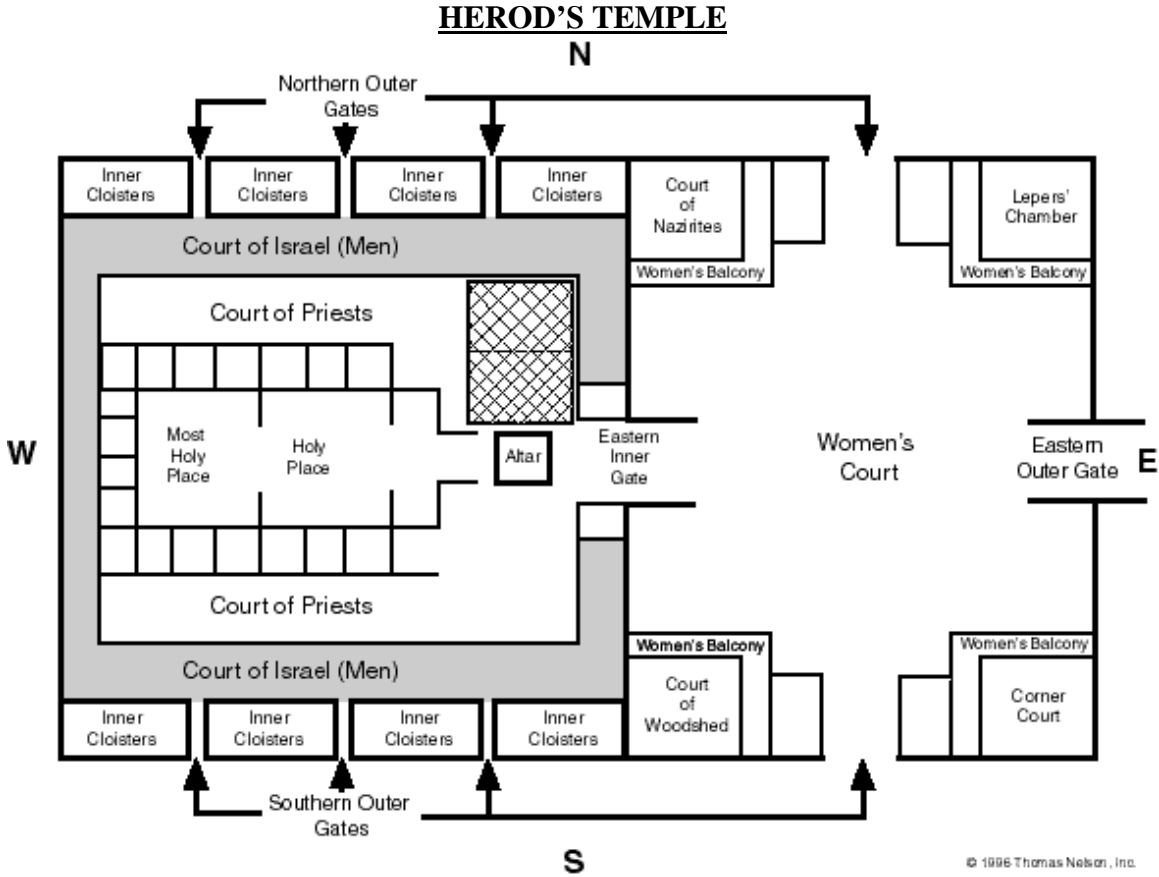 HEROD'S TEMPLE
N
Northern Outer
Gates
Inner
Cloisters
Inner
Cloisters
Inner
Cloisters
Inner
Cloisters
Court
of
Nazirites
Lepers'
Chamber
Court of Israel (Men)
Women's Balcony
Women's Balcony
Court of Priests
W
Most
Holy
Place
Holy
Place
Altar
Eastern
Inner
Gate
Women's
Court
Eastern
Outer Gate
E
Court of Priests
Women's Balcony
Women's Balcony
Court of Israel (Men)
Inner
Cloisters
Inner
Cloisters
Inner
Cloisters
Inner
Cloisters
Court
of
Woodshed
Corner
Court
Southern Outer
Gates
S
© 1996 Thomas Nelson, Inc.